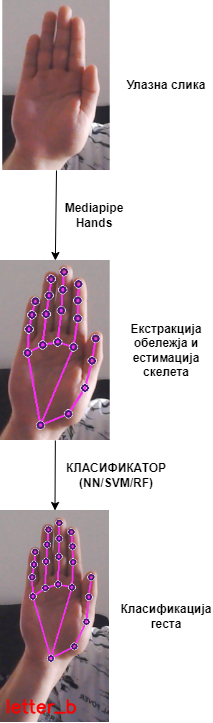 Улазна слика
Mediapipe
Hands
Екстракција
обележја и
естимација
скелета
КЛАСИФИКАТОР
(NN/SVM/RF)
Класификација
геста
letter_b